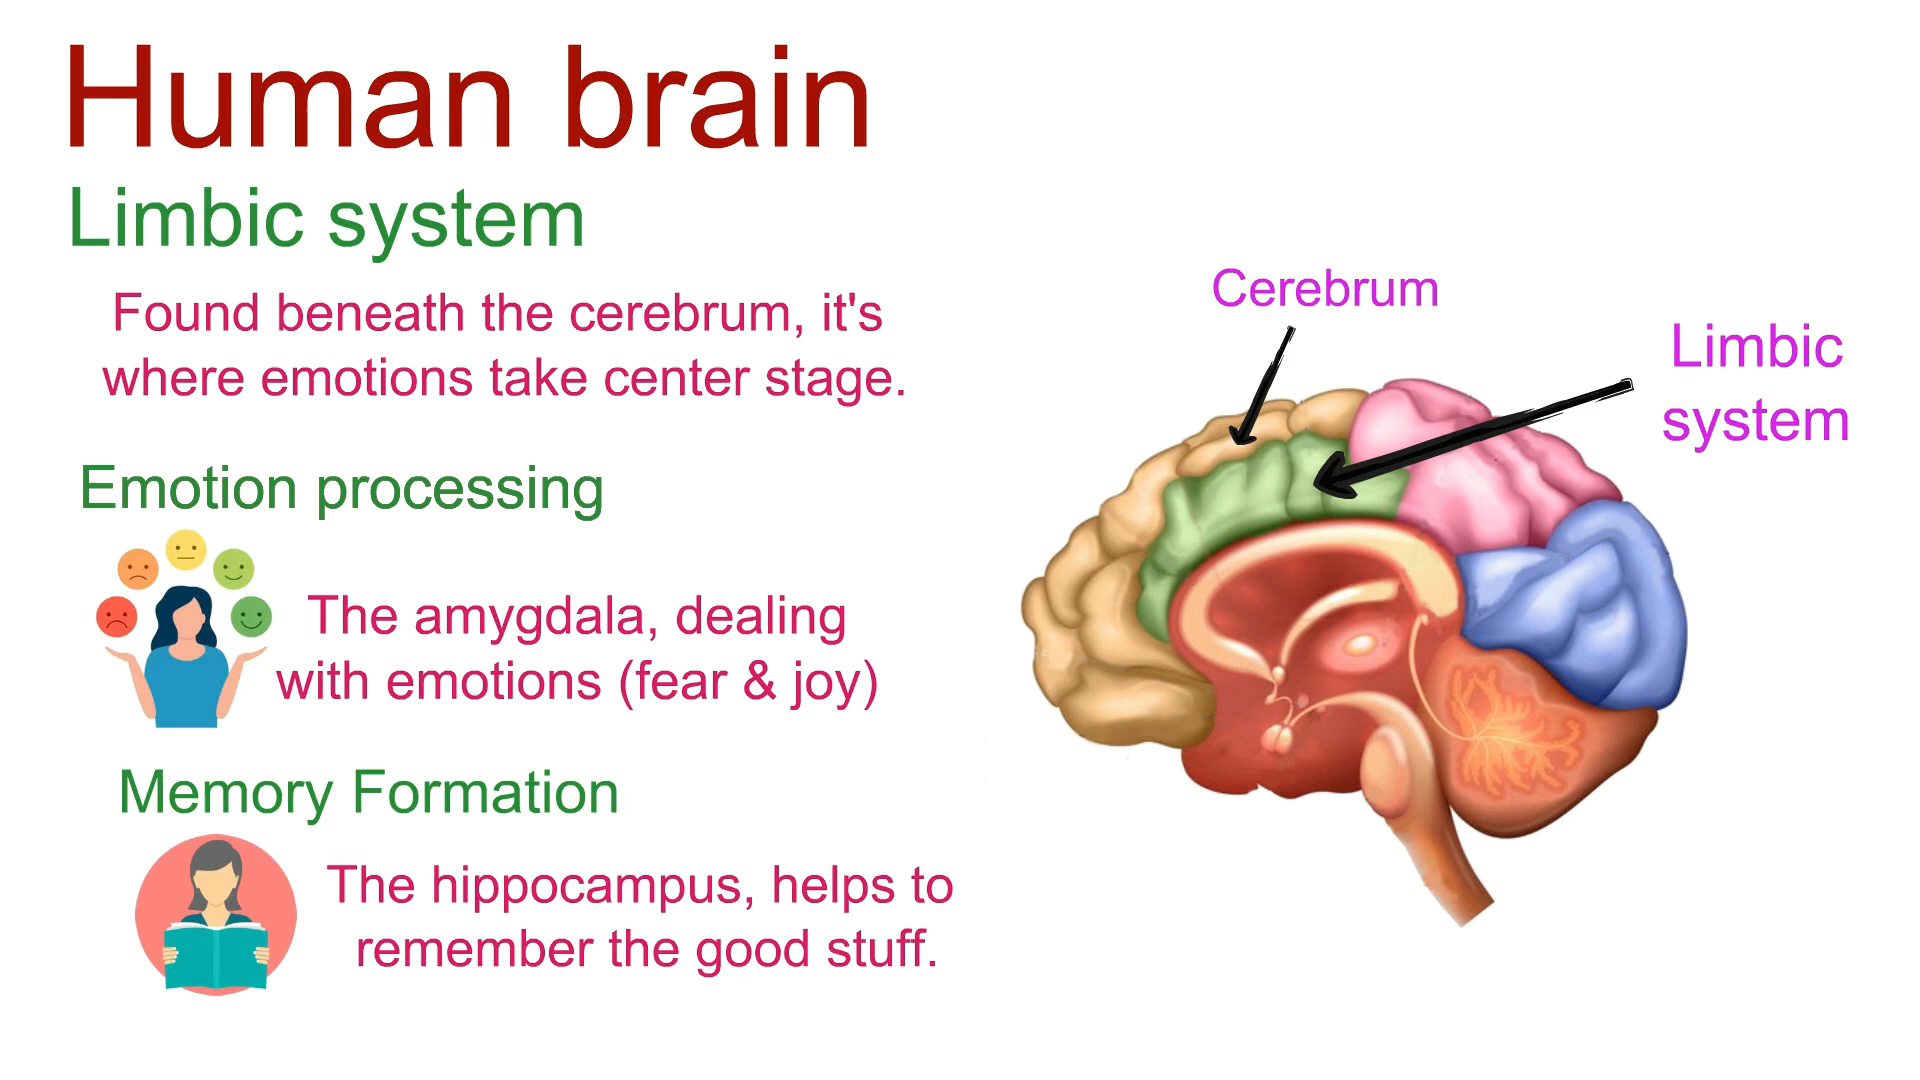 Human brain
Limbic system
Found beneath the cerebrum, it's
where emotions take center stage.
Emotion processing
The amygdala, dealing
with emotions (fear & joy)
Memory Formation
The hippocampus, helps to
remember the good stuff.
Cerebrum
Limbic
system